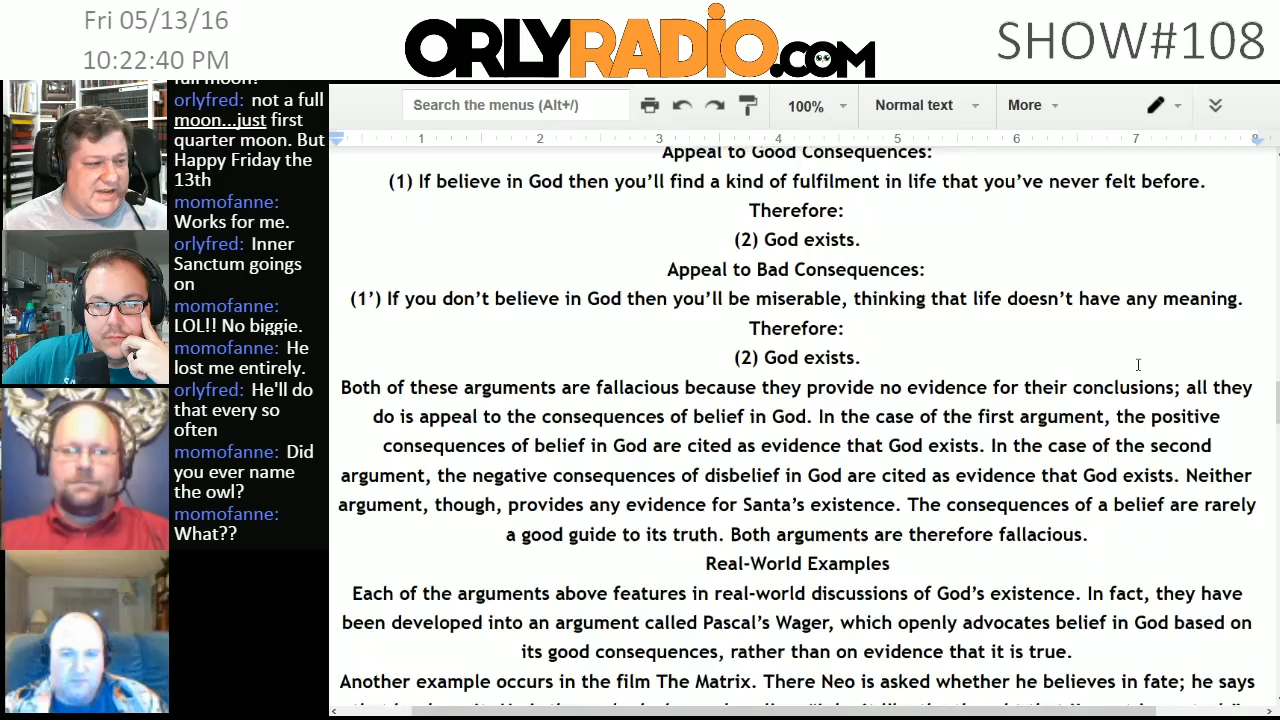 Fri 05/13/16
10:22:40 PM
ORLYRADIO.COM
SHOW#108
full moon?
orlyfred: not a full
moon...just first
quarter moon. But
Happy Friday the
13th
momofanne:
Works for me.
orlyfred: Inner
Sanctum goings
on
momofanne:
LOL!! No biggie.
momofanne: He
lost me entirely.
orlyfred: He'll do
that every so
often
momofanne: Did
you ever name
the owl?
momofanne:
What??
Search the menus (Alt+/)
100%
Normal text
More
1 2 3 4 5 6 7 8
Appeal to Good Consequences:
(1) If believe in God then you’ll find a kind of fulfilment in life that you’ve never felt before.
Therefore:
(2) God exists.
Appeal to Bad Consequences:
(1’) If you don’t believe in God then you’ll be miserable, thinking that life doesn’t have any meaning.
Therefore:
(2) God exists.
Both of these arguments are fallacious because they provide no evidence for their conclusions; all they
do is appeal to the consequences of belief in God. In the case of the first argument, the positive
consequences of belief in God are cited as evidence that God exists. In the case of the second
argument, the negative consequences of disbelief in God are cited as evidence that God exists. Neither
argument, though, provides any evidence for Santa’s existence. The consequences of a belief are rarely
a good guide to its truth. Both arguments are therefore fallacious.
Real-World Examples
Each of the arguments above features in real-world discussions of God’s existence. In fact, they have
been developed into an argument called Pascal’s Wager, which openly advocates belief in God based on
its good consequences, rather than on evidence that it is true.
Another example occurs in the film The Matrix. There Neo is asked whether he believes in fate; he says